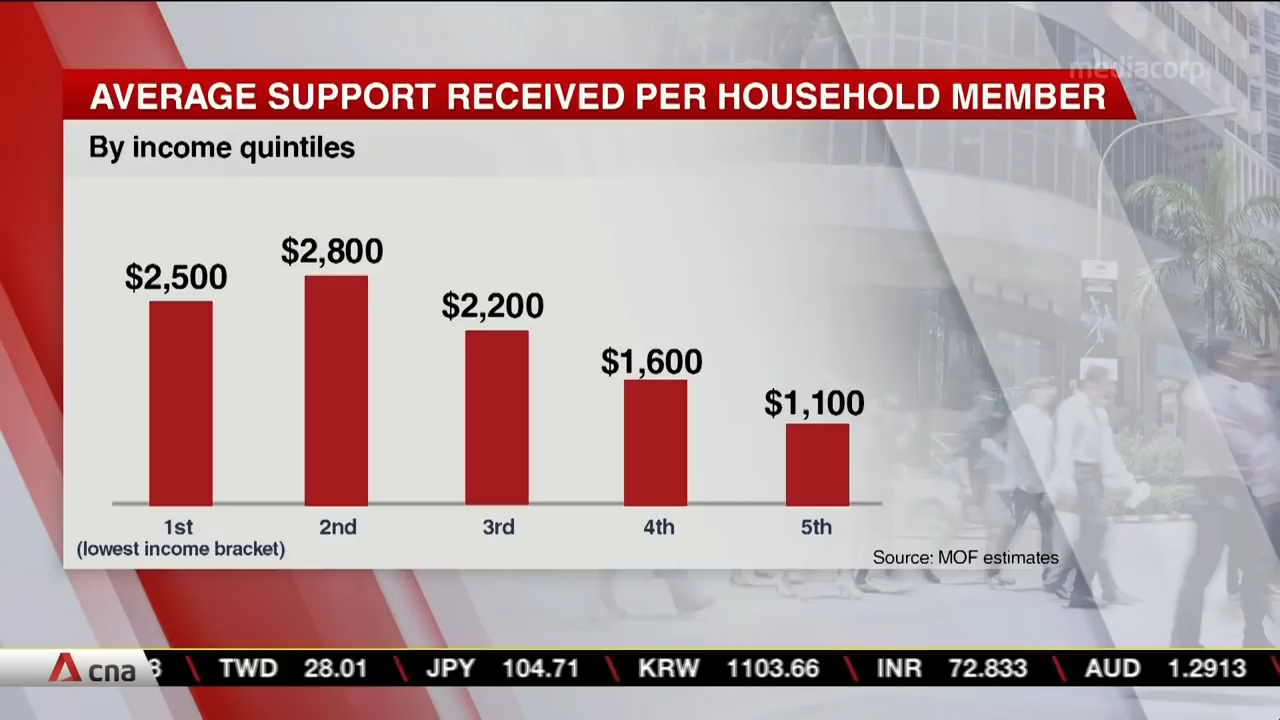 mediacorp
AVERAGE SUPPORT RECEIVED PER HOUSEHOLD MEMBER
By income quintiles
$2,500
$2,800
$2,200
$1,600
$1,100
1st
(lowest income bracket)
2nd
3rd
4th
5th
Source: MOF estimates
cna
TWD 28.01 JPY 104.71 KRW 1103.66 INR 72.833 AUD 1.2913